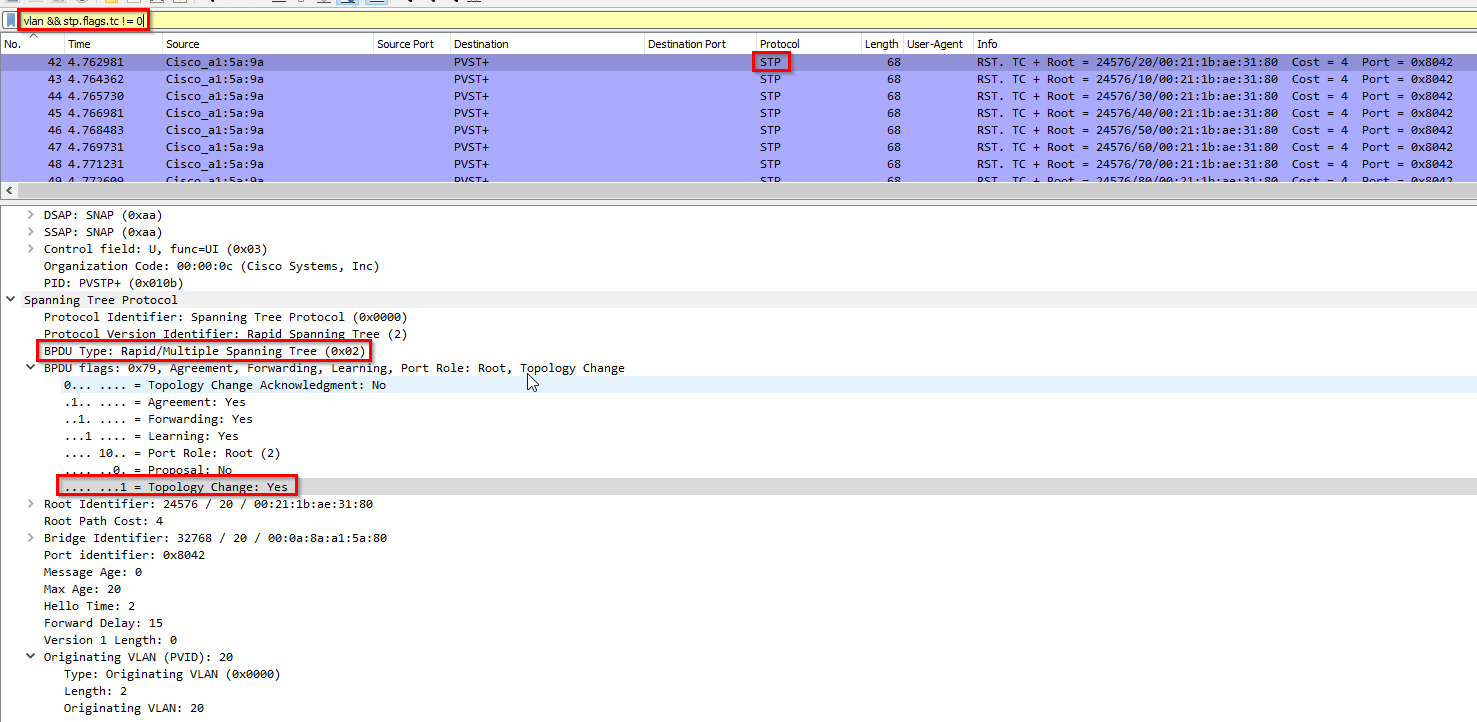 vlan && stp.flags.tc != 0
No. Time Source Source Port Destination Destination Port Protocol Length User-Agent Info
42 4.762981 Cisco_a1:5a:9a PVST+ STP 68 RST. TC + Root = 24576/20/00:21:1b:ae:31:80 Cost = 4 Port = 0x8042
43 4.764362 Cisco_a1:5a:9a PVST+ STP 68 RST. TC + Root = 24576/10/00:21:1b:ae:31:80 Cost = 4 Port = 0x8042
44 4.765730 Cisco_a1:5a:9a PVST+ STP 68 RST. TC + Root = 24576/30/00:21:1b:ae:31:80 Cost = 4 Port = 0x8042
45 4.766981 Cisco_a1:5a:9a PVST+ STP 68 RST. TC + Root = 24576/40/00:21:1b:ae:31:80 Cost = 4 Port = 0x8042
46 4.768483 Cisco_a1:5a:9a PVST+ STP 68 RST. TC + Root = 24576/50/00:21:1b:ae:31:80 Cost = 4 Port = 0x8042
47 4.769731 Cisco_a1:5a:9a PVST+ STP 68 RST. TC + Root = 24576/60/00:21:1b:ae:31:80 Cost = 4 Port = 0x8042
48 4.771231 Cisco_a1:5a:9a PVST+ STP 68 RST. TC + Root = 24576/70/00:21:1b:ae:31:80 Cost = 4 Port = 0x8042
49 4.772609 Cisco_a1:5a:9a PVST+ STP 68 RST. TC + Root = 24576/80/00:21:1b:ae:31:80 Cost = 4 Port = 0x8042
DSAP: SNAP (0xaa)
SSAP: SNAP (0xaa)
Control field: U, func=UI (0x03)
Organization Code: 00:00:0c (Cisco Systems, Inc)
PID: PVSTP+ (0x010b)
Spanning Tree Protocol
Protocol Identifier: Spanning Tree Protocol (0x0000)
Protocol Version Identifier: Rapid Spanning Tree (2)
BPDU Type: Rapid/Multiple Spanning Tree (0x02)
BPDU flags: 0x79, Agreement, Forwarding, Learning, Port Role: Root, Topology Change
0... .... = Topology Change Acknowledgment: No
.1.. .... = Agreement: Yes
..1. .... = Forwarding: Yes
...1 .... = Learning: Yes
.... 10.. = Port Role: Root (2)
.... ..0. = Proposal: No
.... ...1 = Topology Change: Yes
Root Identifier: 24576 / 20 / 00:21:1b:ae:31:80
Root Path Cost: 4
Bridge Identifier: 32768 / 20 / 00:0a:8a:a1:5a:80
Port identifier: 0x8042
Message Age: 0
Max Age: 20
Hello Time: 2
Forward Delay: 15
Version 1 Length: 0
Originating VLAN (PVID): 20
Type: Originating VLAN (0x0000)
Length: 2
Originating VLAN: 20